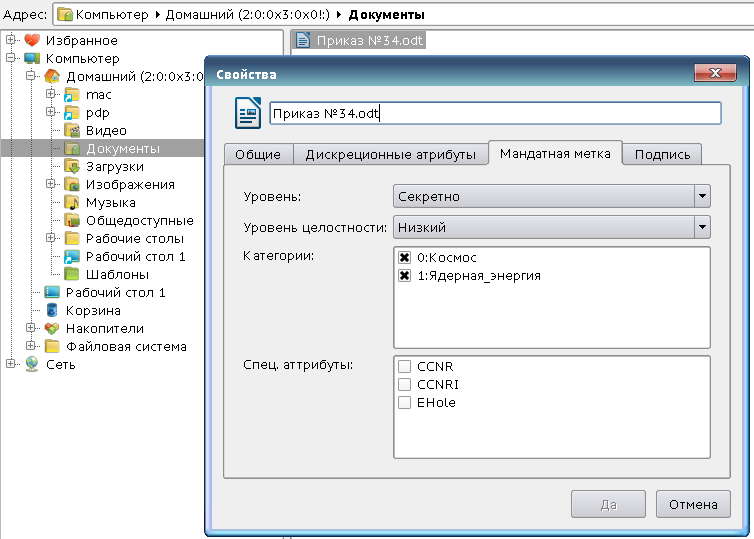 Адрес: Компьютер Домашний (2:0:0x3:0x0!:) Документы
Избранное
Компьютер
Домашний (2:0:0x3:0
mac
pdp
Видео
Документы
Загрузки
Изображения
Музыка
Общедоступные
Рабочие столы
Рабочий стол 1
Шаблоны
Рабочий стол 1
Корзина
Накопители
Файловая система
Сеть
Приказ №34.odt
Свойства
Приказ №34.odt
Общие Дискреционные атрибуты Мандатная метка Подпись
Уровень: Секретно
Уровень целостности: Низкий
Категории: 0:Космос
1:Ядерная_энергия
Спец. аттрибуты: CCNR
CCNRI
EHole
Да Отмена